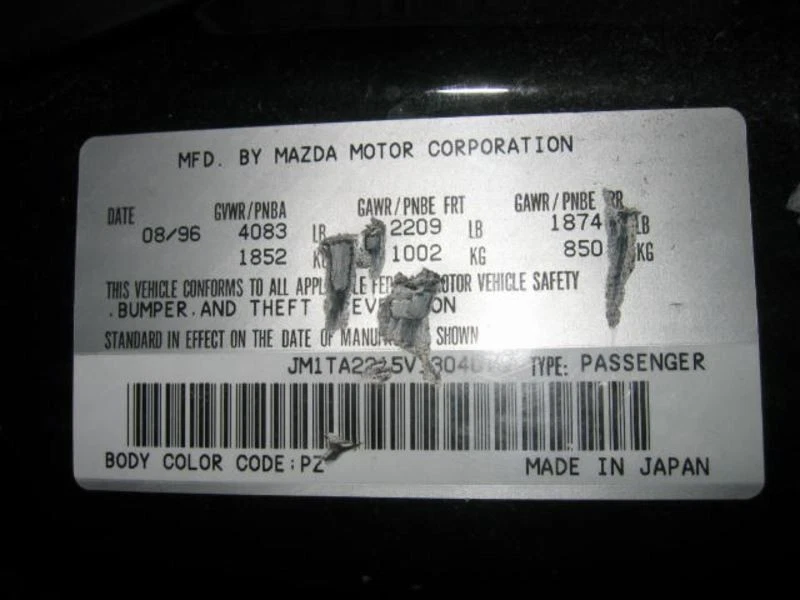 MFD. BY MAZDA MOTOR CORPORATION
DATE GVWR/PNBA GAWR/PNBE FRT GAWR/PNBE RR
08/96 4083 LB 2209 LB 1874 LB
1852 KG 1002 KG 850 KG
THIS VEHICLE CONFORMS TO ALL VEHICLE SAFETY
.BUMPER.AND THEFT
STANDARD IN EFFECT ON THE DATE OF SHOWN
TYPE: PASSENGER
BODY COLOR CODE:PZ MADE IN JAPAN